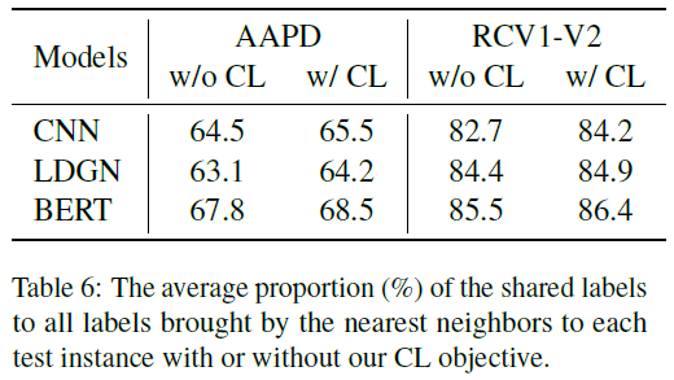 Models AAPD RCV1-V2
w/o CL w/ CL w/o CL w/ CL
CNN 64.5 65.5 82.7 84.2
LDGN 63.1 64.2 84.4 84.9
BERT 67.8 68.5 85.5 86.4
Table 6: The average proportion (%) of the shared labels
to all labels brought by the nearest neighbors to each
test instance with or without our CL objective.